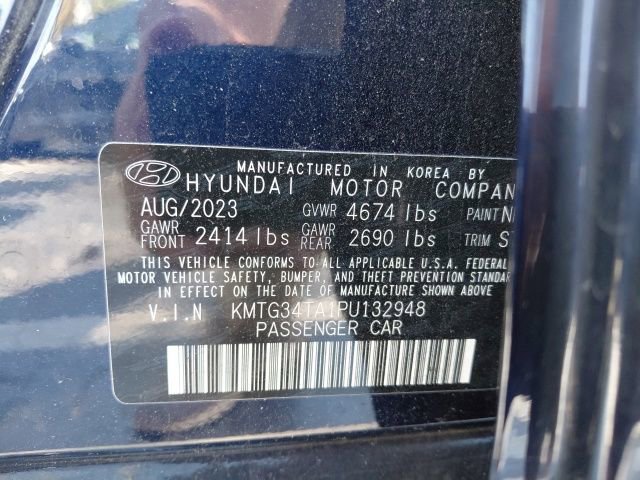 MANUFACTURED IN KOREA BY
HYUNDAI MOTOR COMPAN
AUG/2023 GVWR 4674 lbs PAINT
GAWR FRONT 2414 lbs GAWR REAR 2690 lbs TRIM S
THIS VEHICLE CONFORMS TO ALL APPLICABLE U.S.A. FEDERAL
MOTOR VEHICLE SAFETY, BUMPER, AND THEFT PREVENTION STANDAR
IN EFFECT ON THE DATE OF MANUFACTURE SHOWN ABOVE
V.I.N KMTG34TA1PU132948
PASSENGER CAR